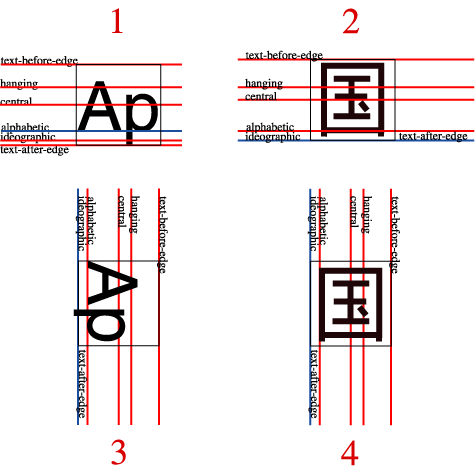 1
text-before-edge
hanging
central
Ap
alphabetic
ideographic
text-after-edge
2
text-before-edge
hanging
central
国
alphabetic
ideographic
text-after-edge
ideographic
alphabetic
central
hanging
text-before-edge
Ap
text-after-edge
3
ideographic
alphabetic
central
hanging
text-before-edge
国
text-after-edge
4